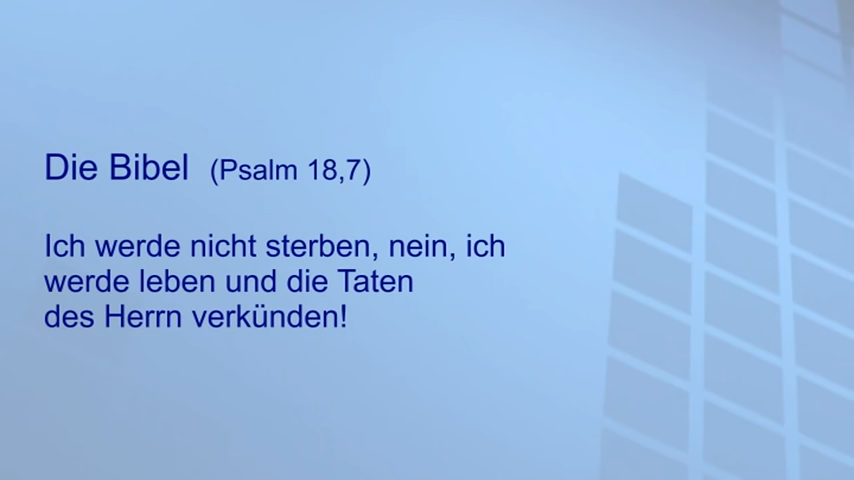 Die Bibel (Psalm 18,7)
Ich werde nicht sterben, nein, ich
werde leben und die Taten
des Herrn verkünden!